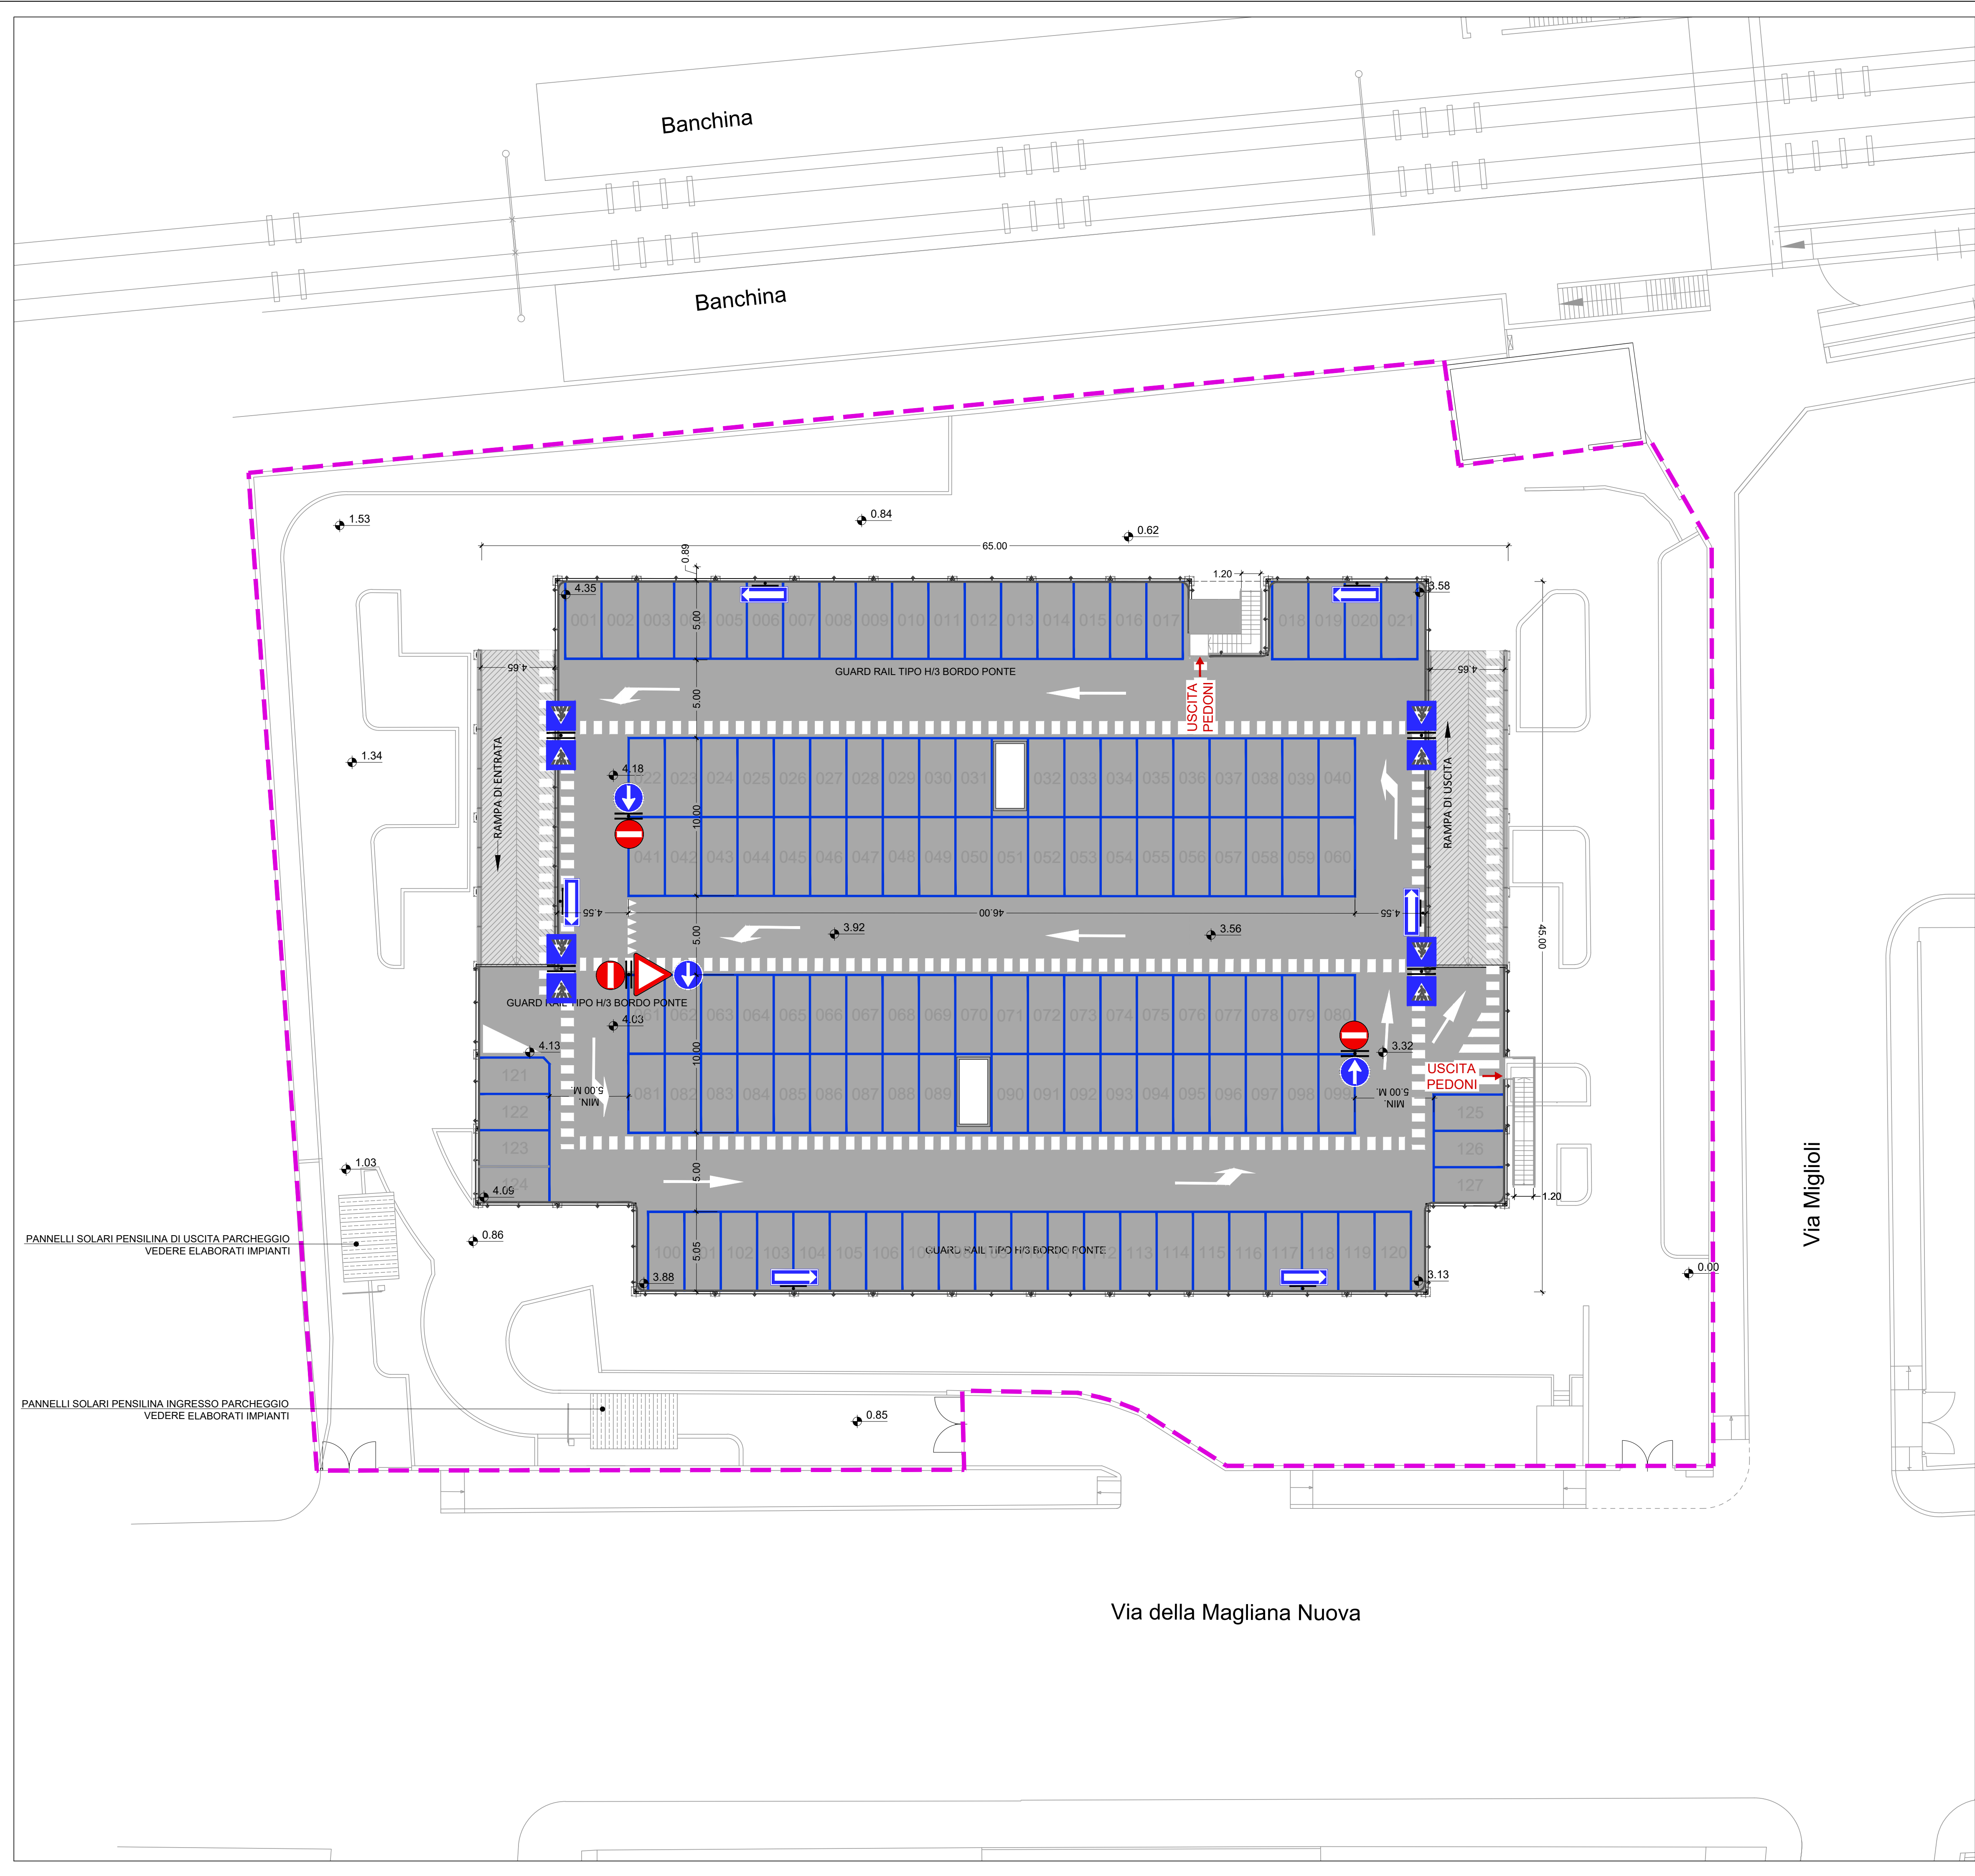 Banchina
Banchina
1.53
0.84
0.62
65.00
0.89
1.20
4.35
3.58
001 002 003 004 005 006 007 008 009 010 011 012 013 014 015 016 017 018 019 020 021
5.00
4.65
4.65
GUARD RAIL TIPO H/3 BORDO PONTE
5.00
USCITA
PEDONI
RAMPA DI ENTRATA
RAMPA DI USCITA
1.34
4.18
022 023 024 025 026 027 028 029 030 031 032 033 034 035 036 037 038 039 040
10.00
041 042 043 044 045 046 047 048 049 050 051 052 053 054 055 056 057 058 059 060
4.55
46.00
4.55
5.00
3.92
3.56
45.00
GUARD RAIL TIPO H/3 BORDO PONTE
061 062 063 064 065 066 067 068 069 070 071 072 073 074 075 076 077 078 079 080
4.03
4.13
3.32
10.00
USCITA
PEDONI
121
MIN.
5.00 M.
081 082 083 084 085 086 087 088 089 090 091 092 093 094 095 096 097 098 099
MIN.
5.00 M.
122
123
124
125
126
127
1.03
4.09
5.00
1.20
Via Miglioli
0.86
PANNELLI SOLARI PENSILINA DI USCITA PARCHEGGIO
VEDERE ELABORATI IMPIANTI
100 101 102 103 104 105 106 113 114 115 116 117 118 119 120
GUARD RAIL TIPO H/3 BORDO PONTE
5.05
3.88
3.13
0.00
PANNELLI SOLARI PENSILINA INGRESSO PARCHEGGIO
VEDERE ELABORATI IMPIANTI
0.85
Via della Magliana Nuova